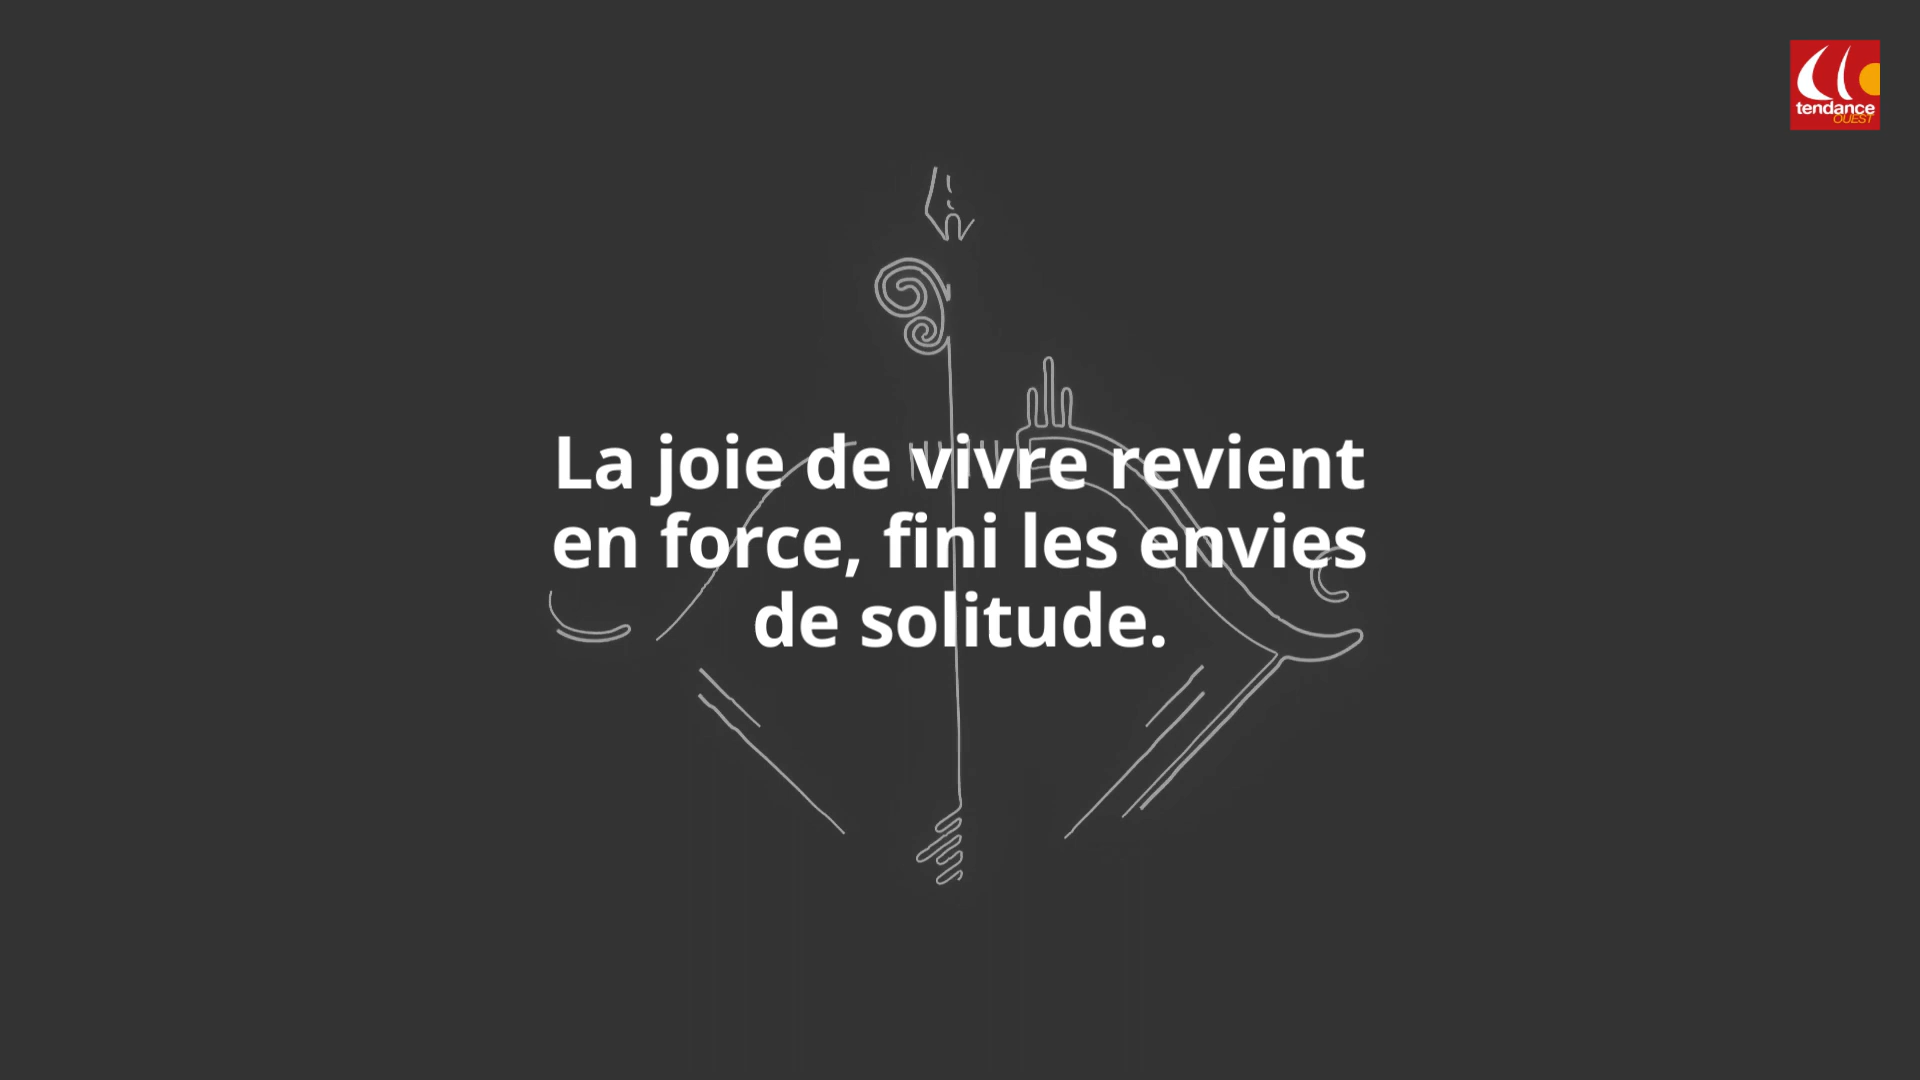 tendance
OUEST
La joie de vivre revient
en force, fini les envies
de solitude.